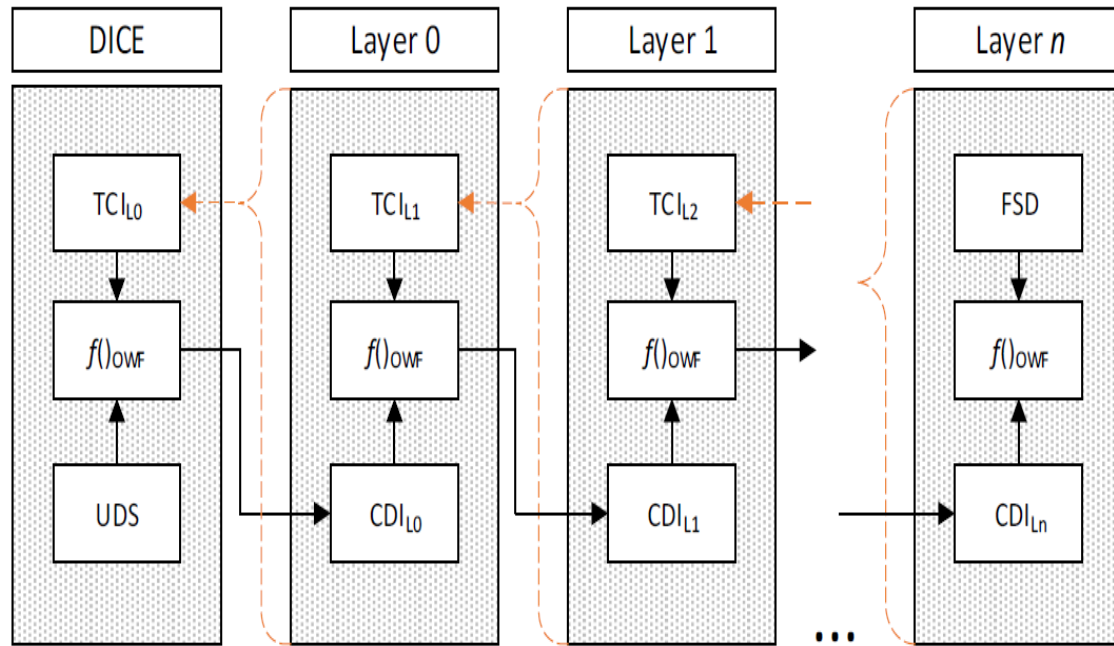 DICE
Layer 0
Layer 1
Layer n
TCIL0
TCIL1
TCIL2
FSD
f()OWF
f()OWF
f()OWF
f()OWF
UDS
CDIL0
CDIL1
CDILn
...